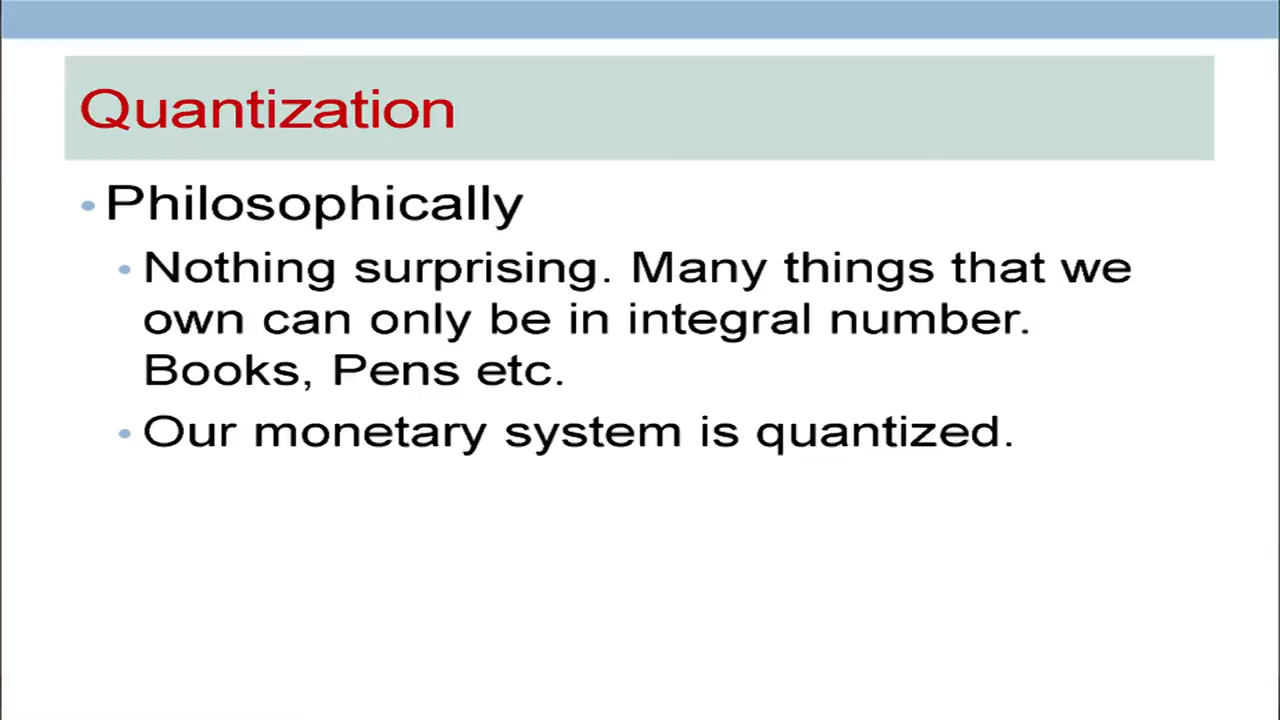 Quantization
• Philosophically
• Nothing surprising. Many things that we
own can only be in integral number.
Books, Pens etc.
• Our monetary system is quantized.